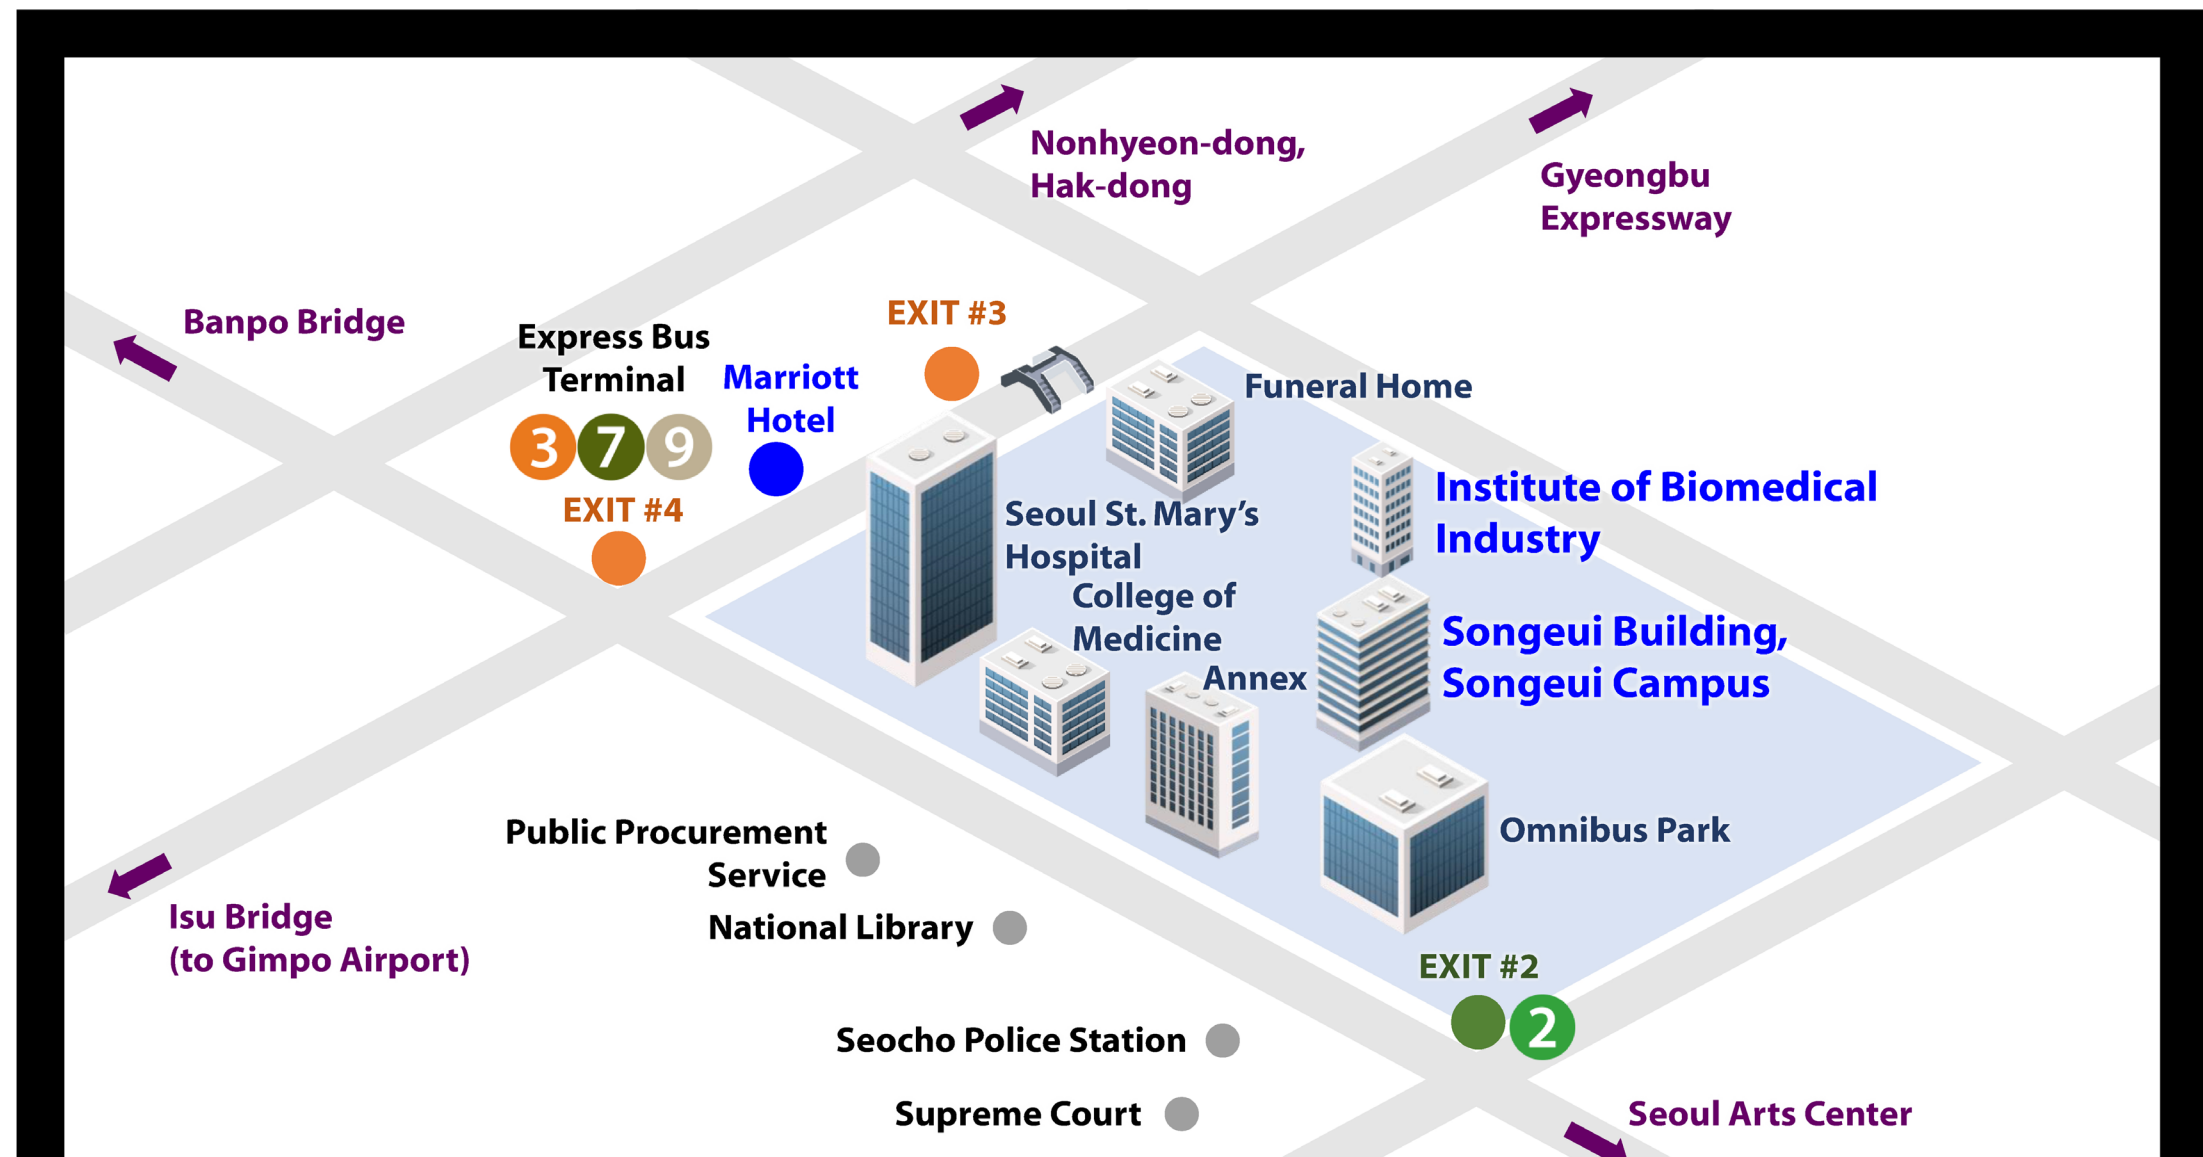 Nonhyeon-dong,
Hak-dong
Gyeongbu
Expressway
Banpo Bridge
EXIT #3
Express Bus
Terminal
3 7 9
Marriott
Hotel
EXIT #4
Funeral Home
Institute of Biomedical
Industry
Seoul St. Mary’s
Hospital
College of
Medicine
Annex
Songeui Building,
Songeui Campus
Omnibus Park
Public Procurement
Service
National Library
Isu Bridge
(to Gimpo Airport)
EXIT #2
2
Seocho Police Station
Supreme Court
Seoul Arts Center